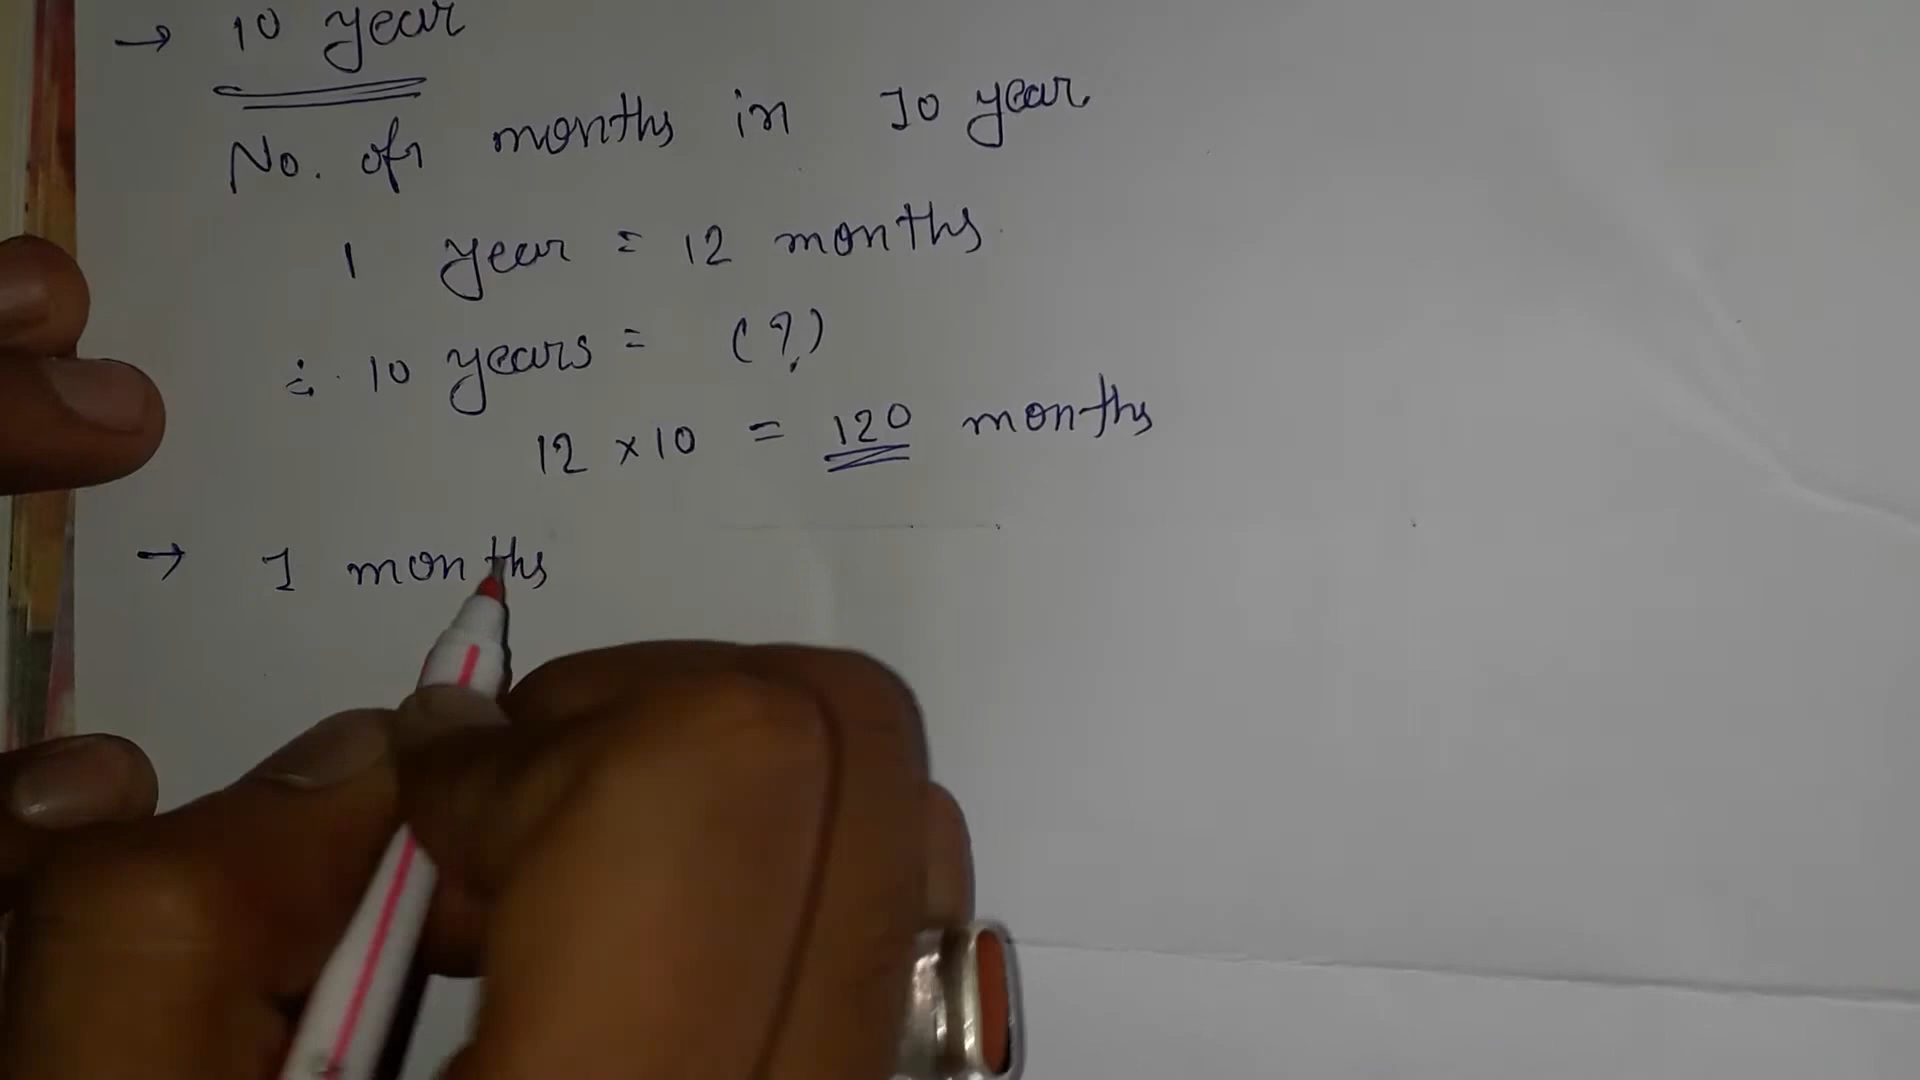 → 10 year
No. of months in 10 year
1 year = 12 months
∴ 10 years = (?)
12 × 10 = 120 months
→ 1 months